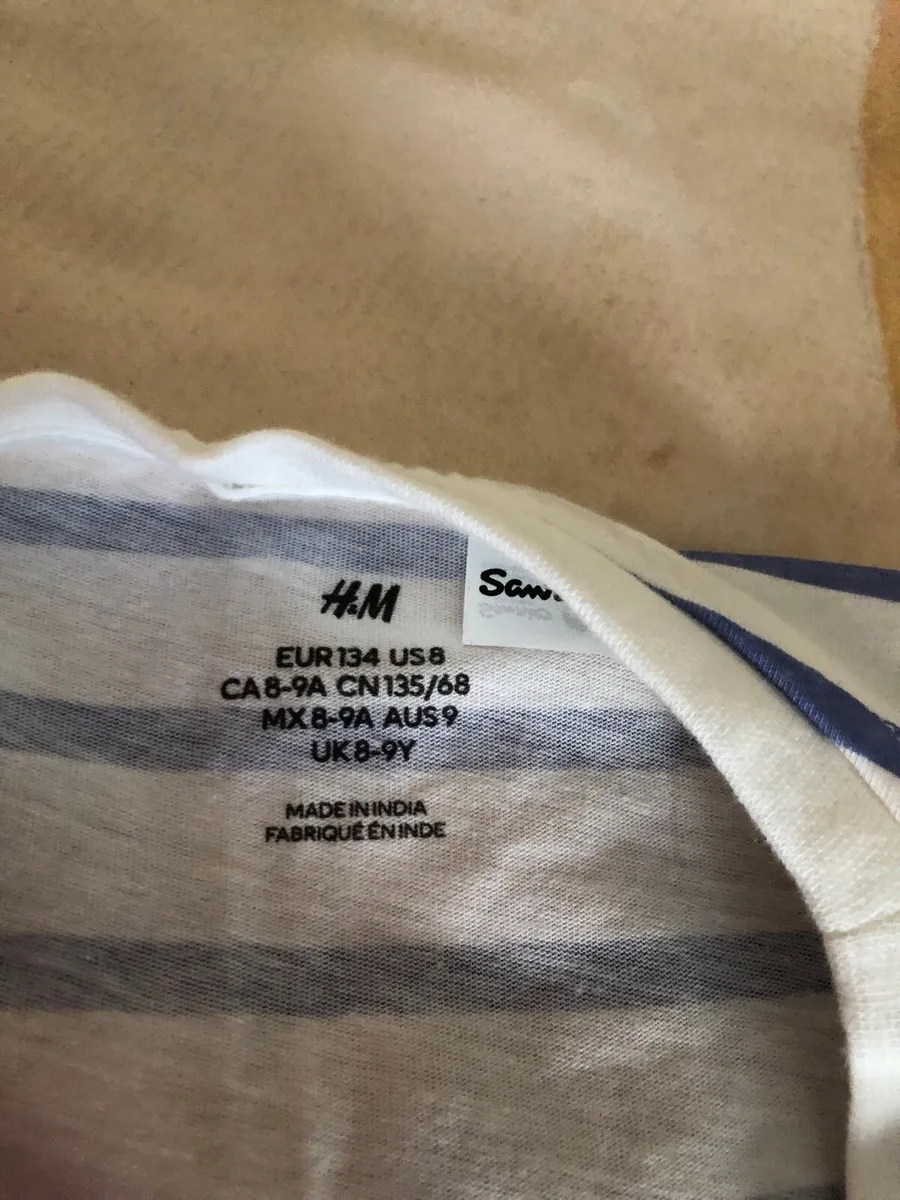 H&M
EUR 134 US 8
CA 8-9A CN 135/68
MX 8-9A AUS 9
UK 8-9Y
MADE IN INDIA
FABRIQUÉ EN INDE